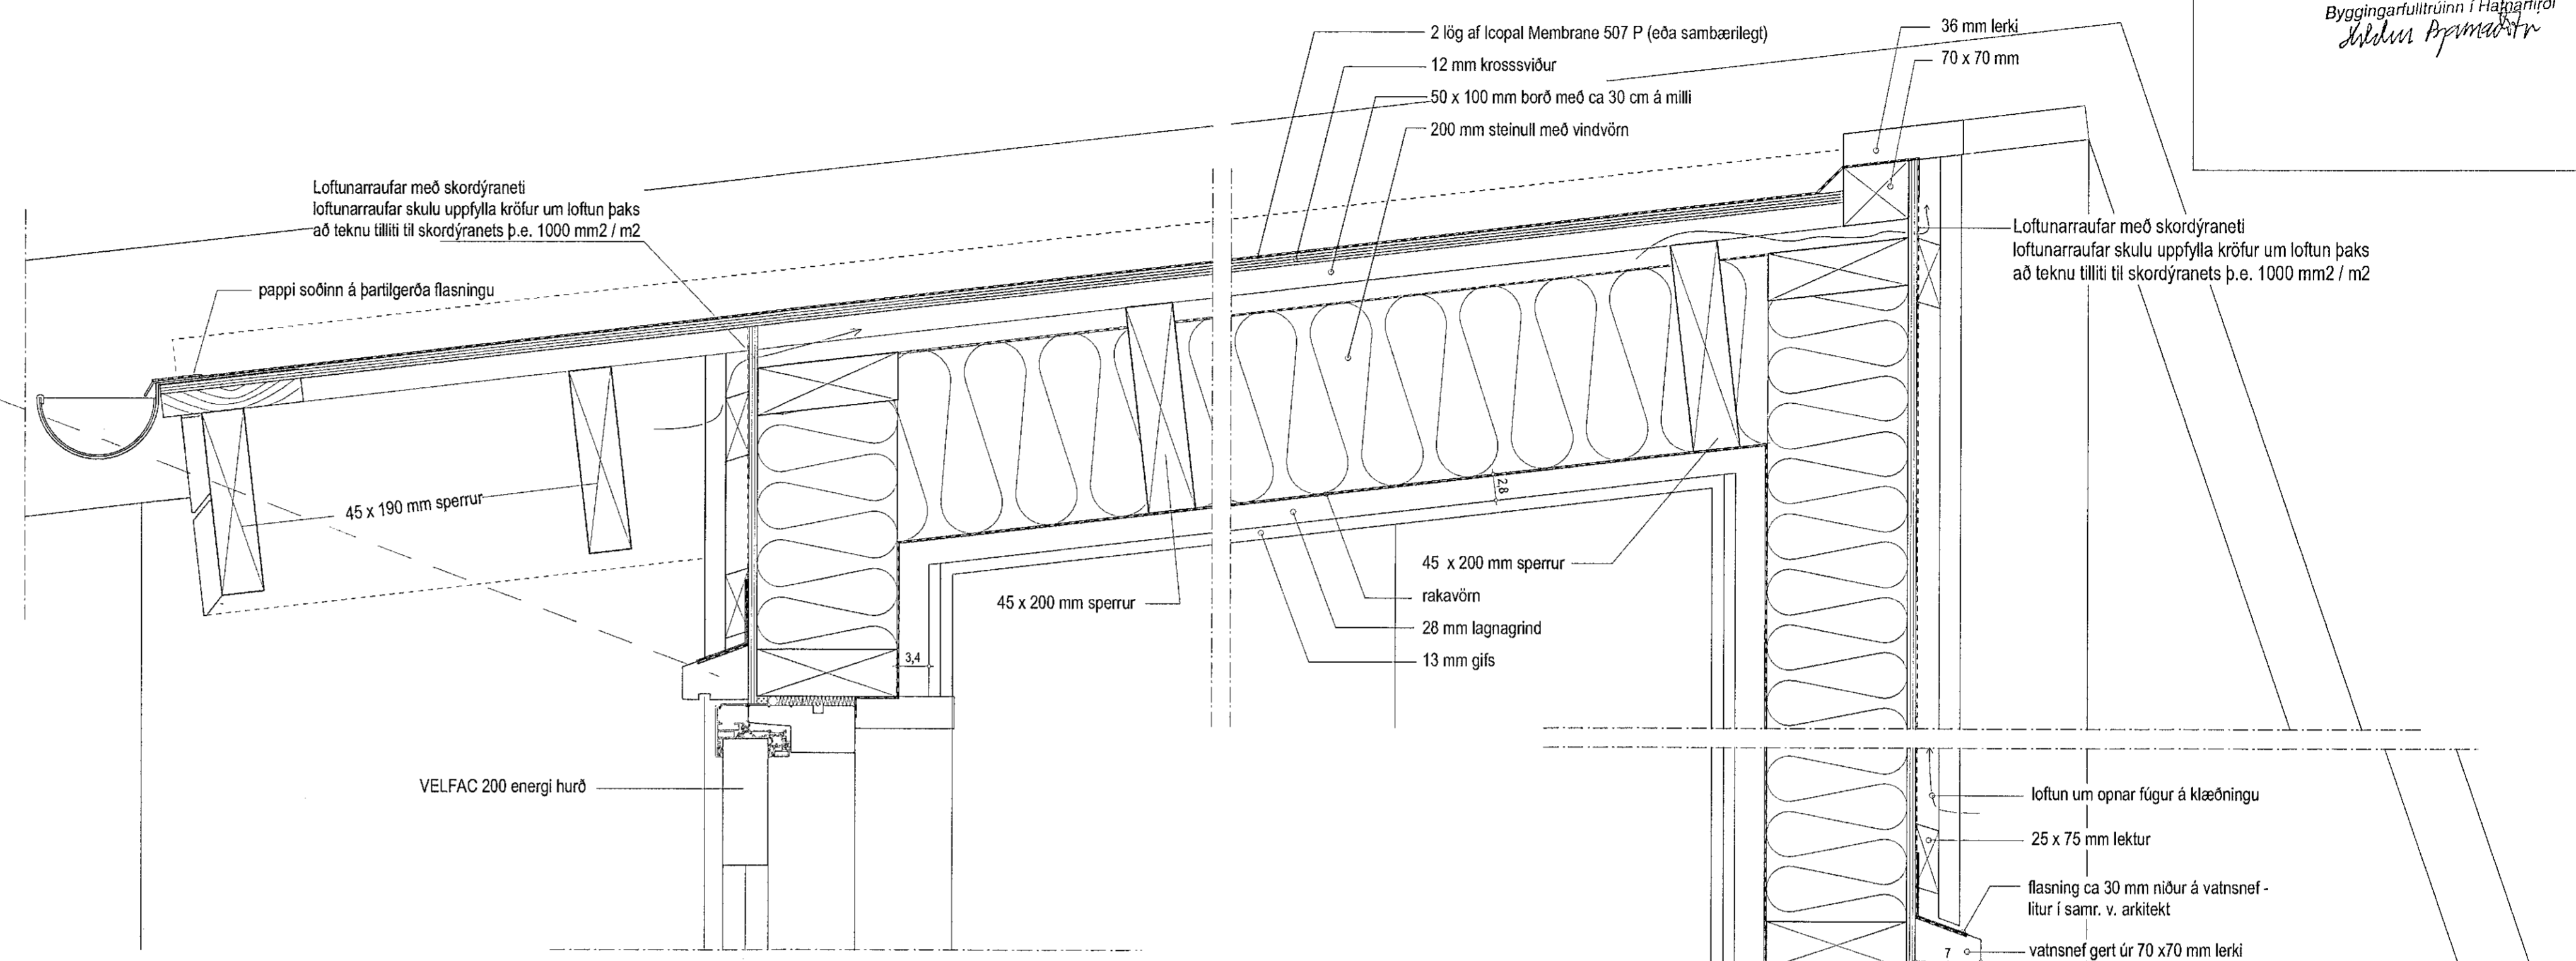 Byggingarfulltrúinn í Hafnarfirði
2 lög af Icopal Membrane 507 P (eða sambærilegt)
12 mm krosssviður
50 x 100 mm borð með ca 30 cm á milli
200 mm steinull með vindvörn
36 mm lerki
70 x 70 mm
Loftunarraufar með skordýraneti
loftunarraufar skulu uppfylla kröfur um loftun þaks
að teknu tilliti til skordýranets þ.e. 1000 mm2 / m2
Loftunarraufar með skordýraneti
loftunarraufar skulu uppfylla kröfur um loftun þaks
að teknu tilliti til skordýranets þ.e. 1000 mm2 / m2
pappi soðinn á þartilgerða flasningu
45 x 190 mm sperrur
2,8
45 x 200 mm sperrur
45 x 200 mm sperrur
rakavörn
28 mm lagnagrind
13 mm gifs
3,4
VELFAC 200 energi hurð
loftun um opnar fúgur á klæðningu
25 x 75 mm lektur
flasning ca 30 mm niður á vatnsnef -
litur í samr. v. arkitekt
7
vatnsnef gert úr 70 x70 mm lerki